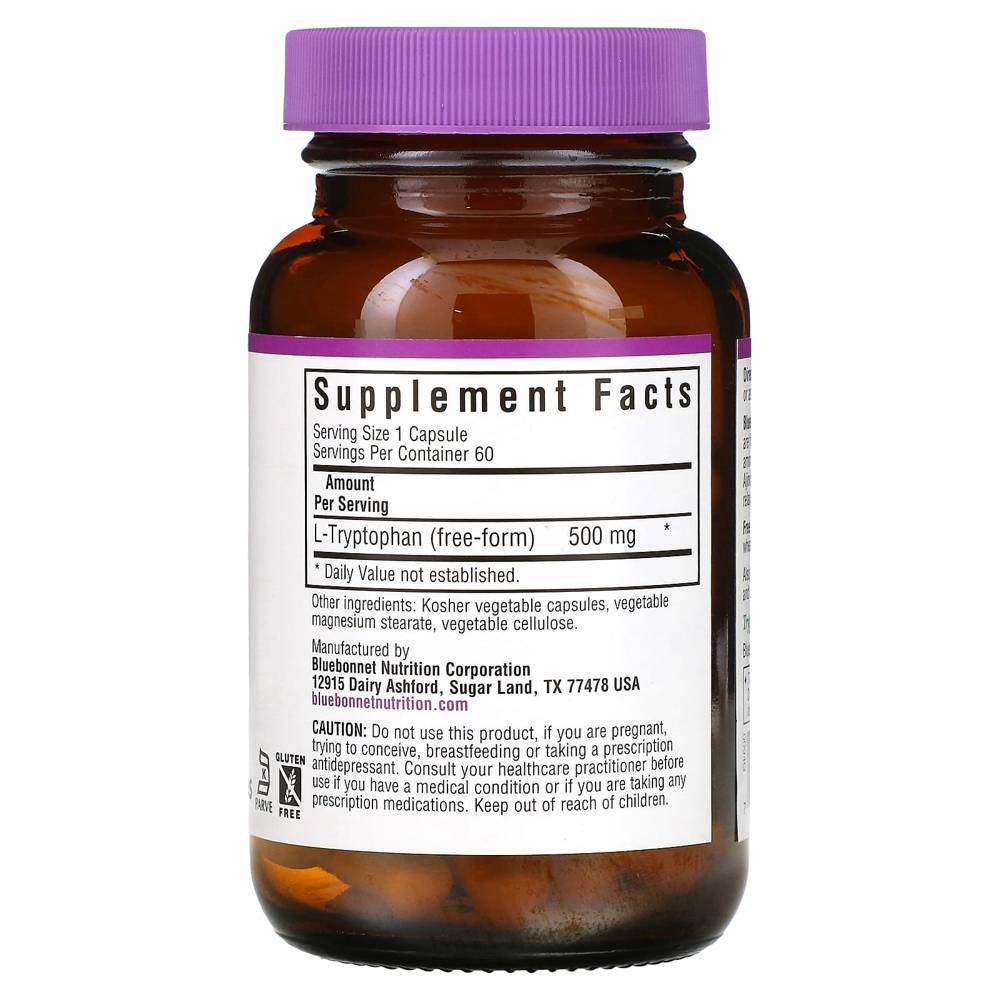 Supplement Facts
Serving Size 1 Capsule
Servings Per Container 60
Amount
Per Serving
L-Tryptophan (free-form) 500 mg *
* Daily Value not established.
Other ingredients: Kosher vegetable capsules, vegetable
magnesium stearate, vegetable cellulose.
Manufactured by
Bluebonnet Nutrition Corporation
12915 Dairy Ashford, Sugar Land, TX 77478 USA
bluebonnetnutrition.com
CAUTION: Do not use this product, if you are pregnant,
trying to conceive, breastfeeding or taking a prescription
antidepressant. Consult your healthcare practitioner before
use if you have a medical condition or if you are taking any
prescription medications. Keep out of reach of children.
K
PARVE
GLUTEN
FREE